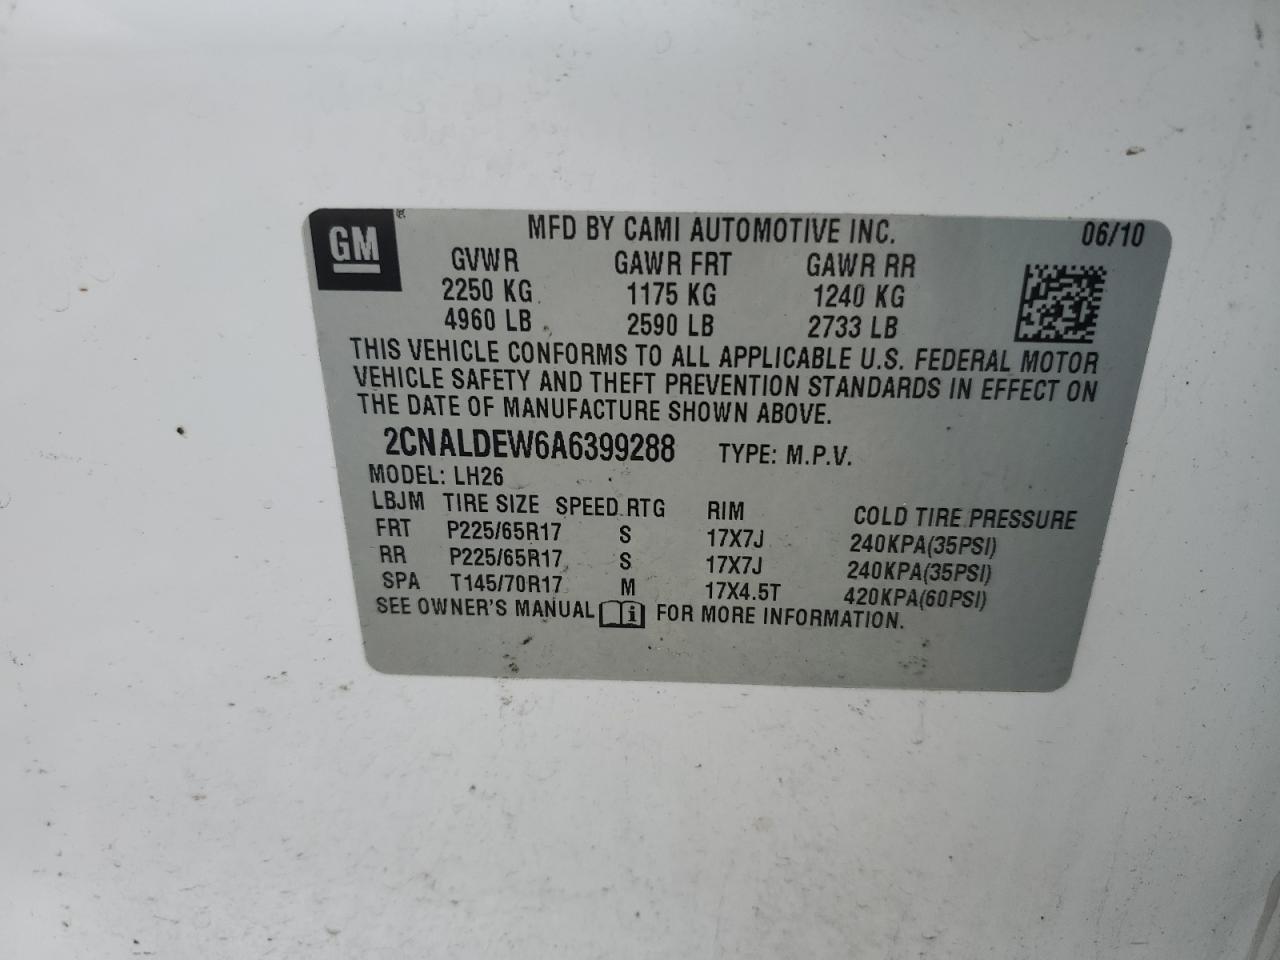 GM ®
MFD BY CAMI AUTOMOTIVE INC. 06/10
GVWR GAWR FRT GAWR RR
2250 KG 1175 KG 1240 KG
4960 LB 2590 LB 2733 LB
THIS VEHICLE CONFORMS TO ALL APPLICABLE U.S. FEDERAL MOTOR
VEHICLE SAFETY AND THEFT PREVENTION STANDARDS IN EFFECT ON
THE DATE OF MANUFACTURE SHOWN ABOVE.
2CNALDEW6A6399288 TYPE: M.P.V.
MODEL: LH26
LBJM TIRE SIZE SPEED RTG RIM COLD TIRE PRESSURE
FRT P225/65R17 S 17X7J 240KPA(35PSI)
RR P225/65R17 S 17X7J 240KPA(35PSI)
SPA T145/70R17 M 17X4.5T 420KPA(60PSI)
SEE OWNER'S MANUAL i FOR MORE INFORMATION.